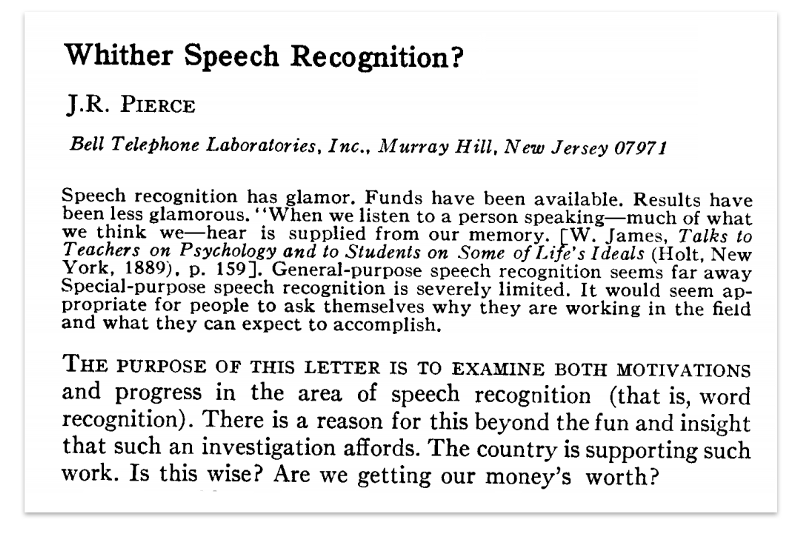 Whither Speech Recognition?
J.R. PIERCE
Bell Telephone Laboratories, Inc., Murray Hill, New Jersey 07971
Speech recognition has glamor. Funds have been available. Results have
been less glamorous. “When we listen to a person speaking—much of what
we think we—hear is supplied from our memory. [W. James, Talks to
Teachers on Psychology and to Students on Some of Life's Ideals (Holt, New
York, 1889), p. 159]. General-purpose speech recognition seems far away
Special-purpose speech recognition is severely limited. It would seem ap-
propriate for people to ask themselves why they are working in the field
and what they can expect to accomplish.
THE PURPOSE OF THIS LETTER IS TO EXAMINE BOTH MOTIVATIONS
and progress in the area of speech recognition (that is, word
recognition). There is a reason for this beyond the fun and insight
that such an investigation affords. The country is supporting such
work. Is this wise? Are we getting our money's worth?